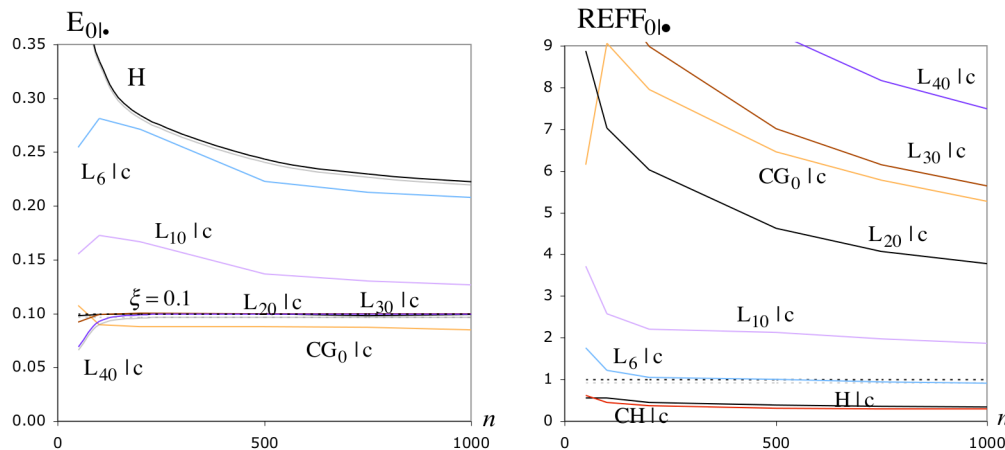 E₀|•
0.35
0.30
0.25
0.20
0.15
0.10
0.05
0.00
H
L₆ | c
L₁₀ | c
ξ = 0.1
L₂₀ | c
L₃₀ | c
CG₀ | c
L₄₀ | c
0
500
1000
n
REFF₀|•
9
8
7
6
5
4
3
2
1
0
L₄₀ | c
L₃₀ | c
CG₀ | c
L₂₀ | c
L₁₀ | c
L₆ | c
H | c
CH | c
0
500
1000
n